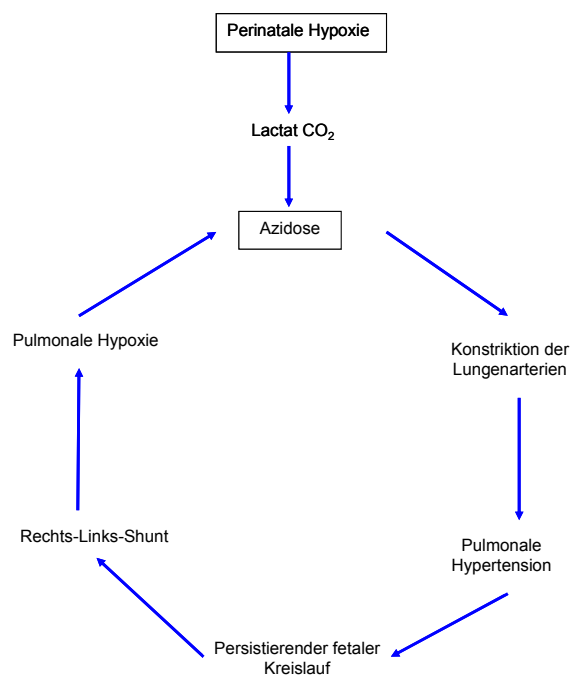 Perinatale Hypoxie
Lactat CO₂
Azidose
Pulmonale Hypoxie
Konstriktion der
Lungenarterien
Rechts-Links-Shunt
Pulmonale
Hypertension
Persistierender fetaler
Kreislauf